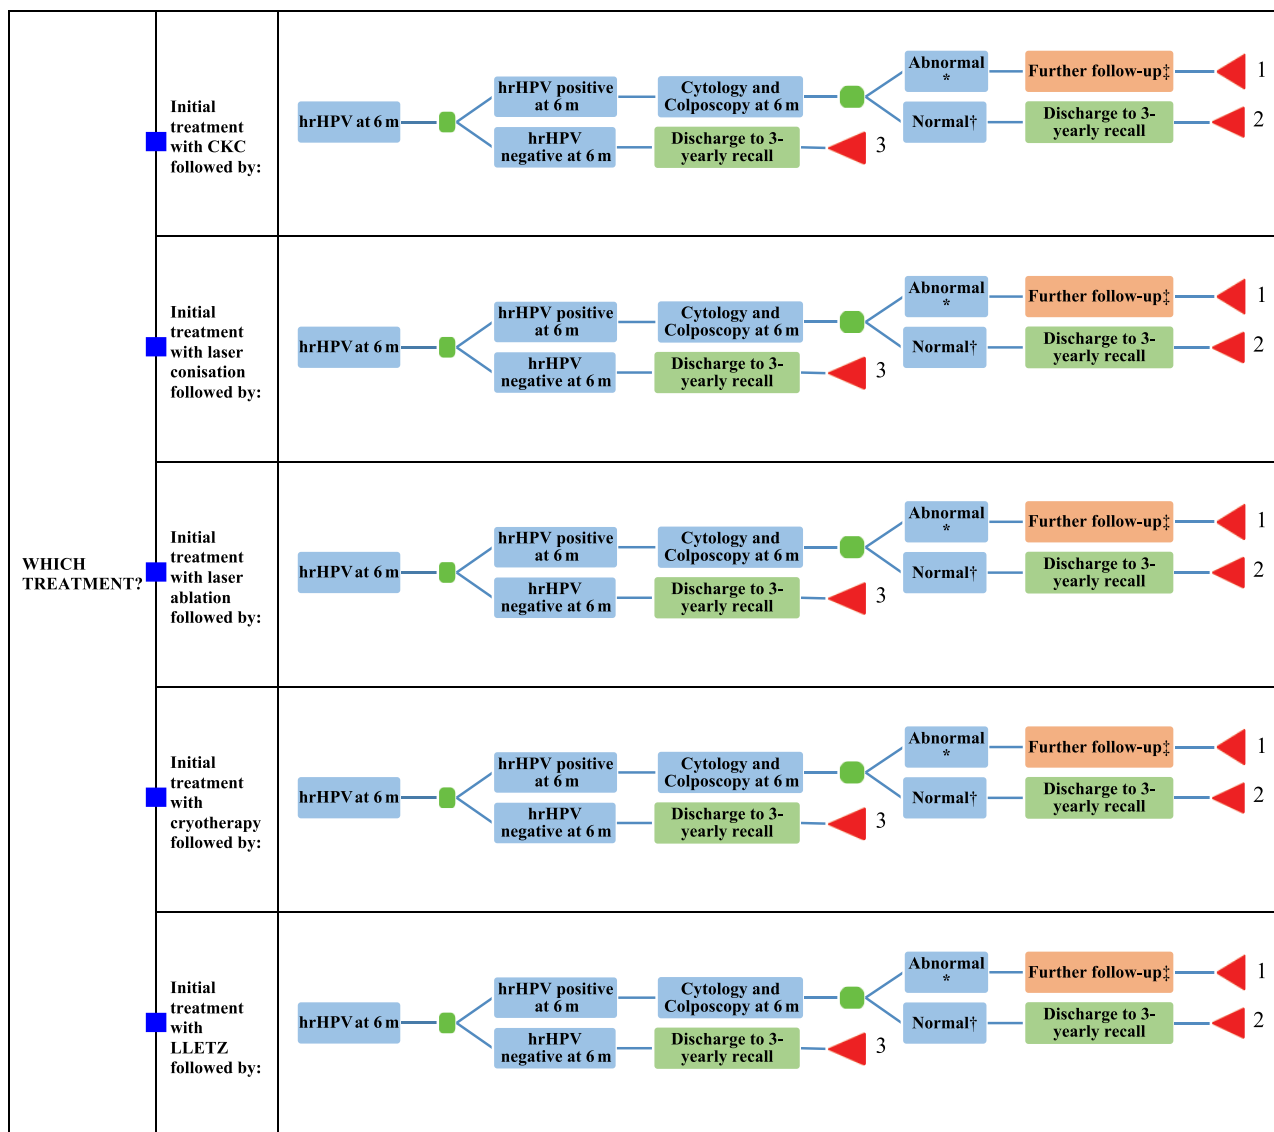 WHICH
TREATMENT?
Initial
treatment
with CKC
followed by:
hrHPV at 6 m
hrHPV positive
at 6 m
Cytology and
Colposcopy at 6 m
Abnormal
*
Further follow-up‡
1
Normal†
Discharge to 3-
yearly recall
2
hrHPV
negative at 6 m
Discharge to 3-
yearly recall
3
Initial
treatment
with laser
conisation
followed by:
hrHPV at 6 m
hrHPV positive
at 6 m
Cytology and
Colposcopy at 6 m
Abnormal
*
Further follow-up‡
1
Normal†
Discharge to 3-
yearly recall
2
hrHPV
negative at 6 m
Discharge to 3-
yearly recall
3
Initial
treatment
with laser
ablation
followed by:
hrHPV at 6 m
hrHPV positive
at 6 m
Cytology and
Colposcopy at 6 m
Abnormal
*
Further follow-up‡
1
Normal†
Discharge to 3-
yearly recall
2
hrHPV
negative at 6 m
Discharge to 3-
yearly recall
3
Initial
treatment
with
cryotherapy
followed by:
hrHPV at 6 m
hrHPV positive
at 6 m
Cytology and
Colposcopy at 6 m
Abnormal
*
Further follow-up‡
1
Normal†
Discharge to 3-
yearly recall
2
hrHPV
negative at 6 m
Discharge to 3-
yearly recall
3
Initial
treatment
with
LLETZ
followed by:
hrHPV at 6 m
hrHPV positive
at 6 m
Cytology and
Colposcopy at 6 m
Abnormal
*
Further follow-up‡
1
Normal†
Discharge to 3-
yearly recall
2
hrHPV
negative at 6 m
Discharge to 3-
yearly recall
3